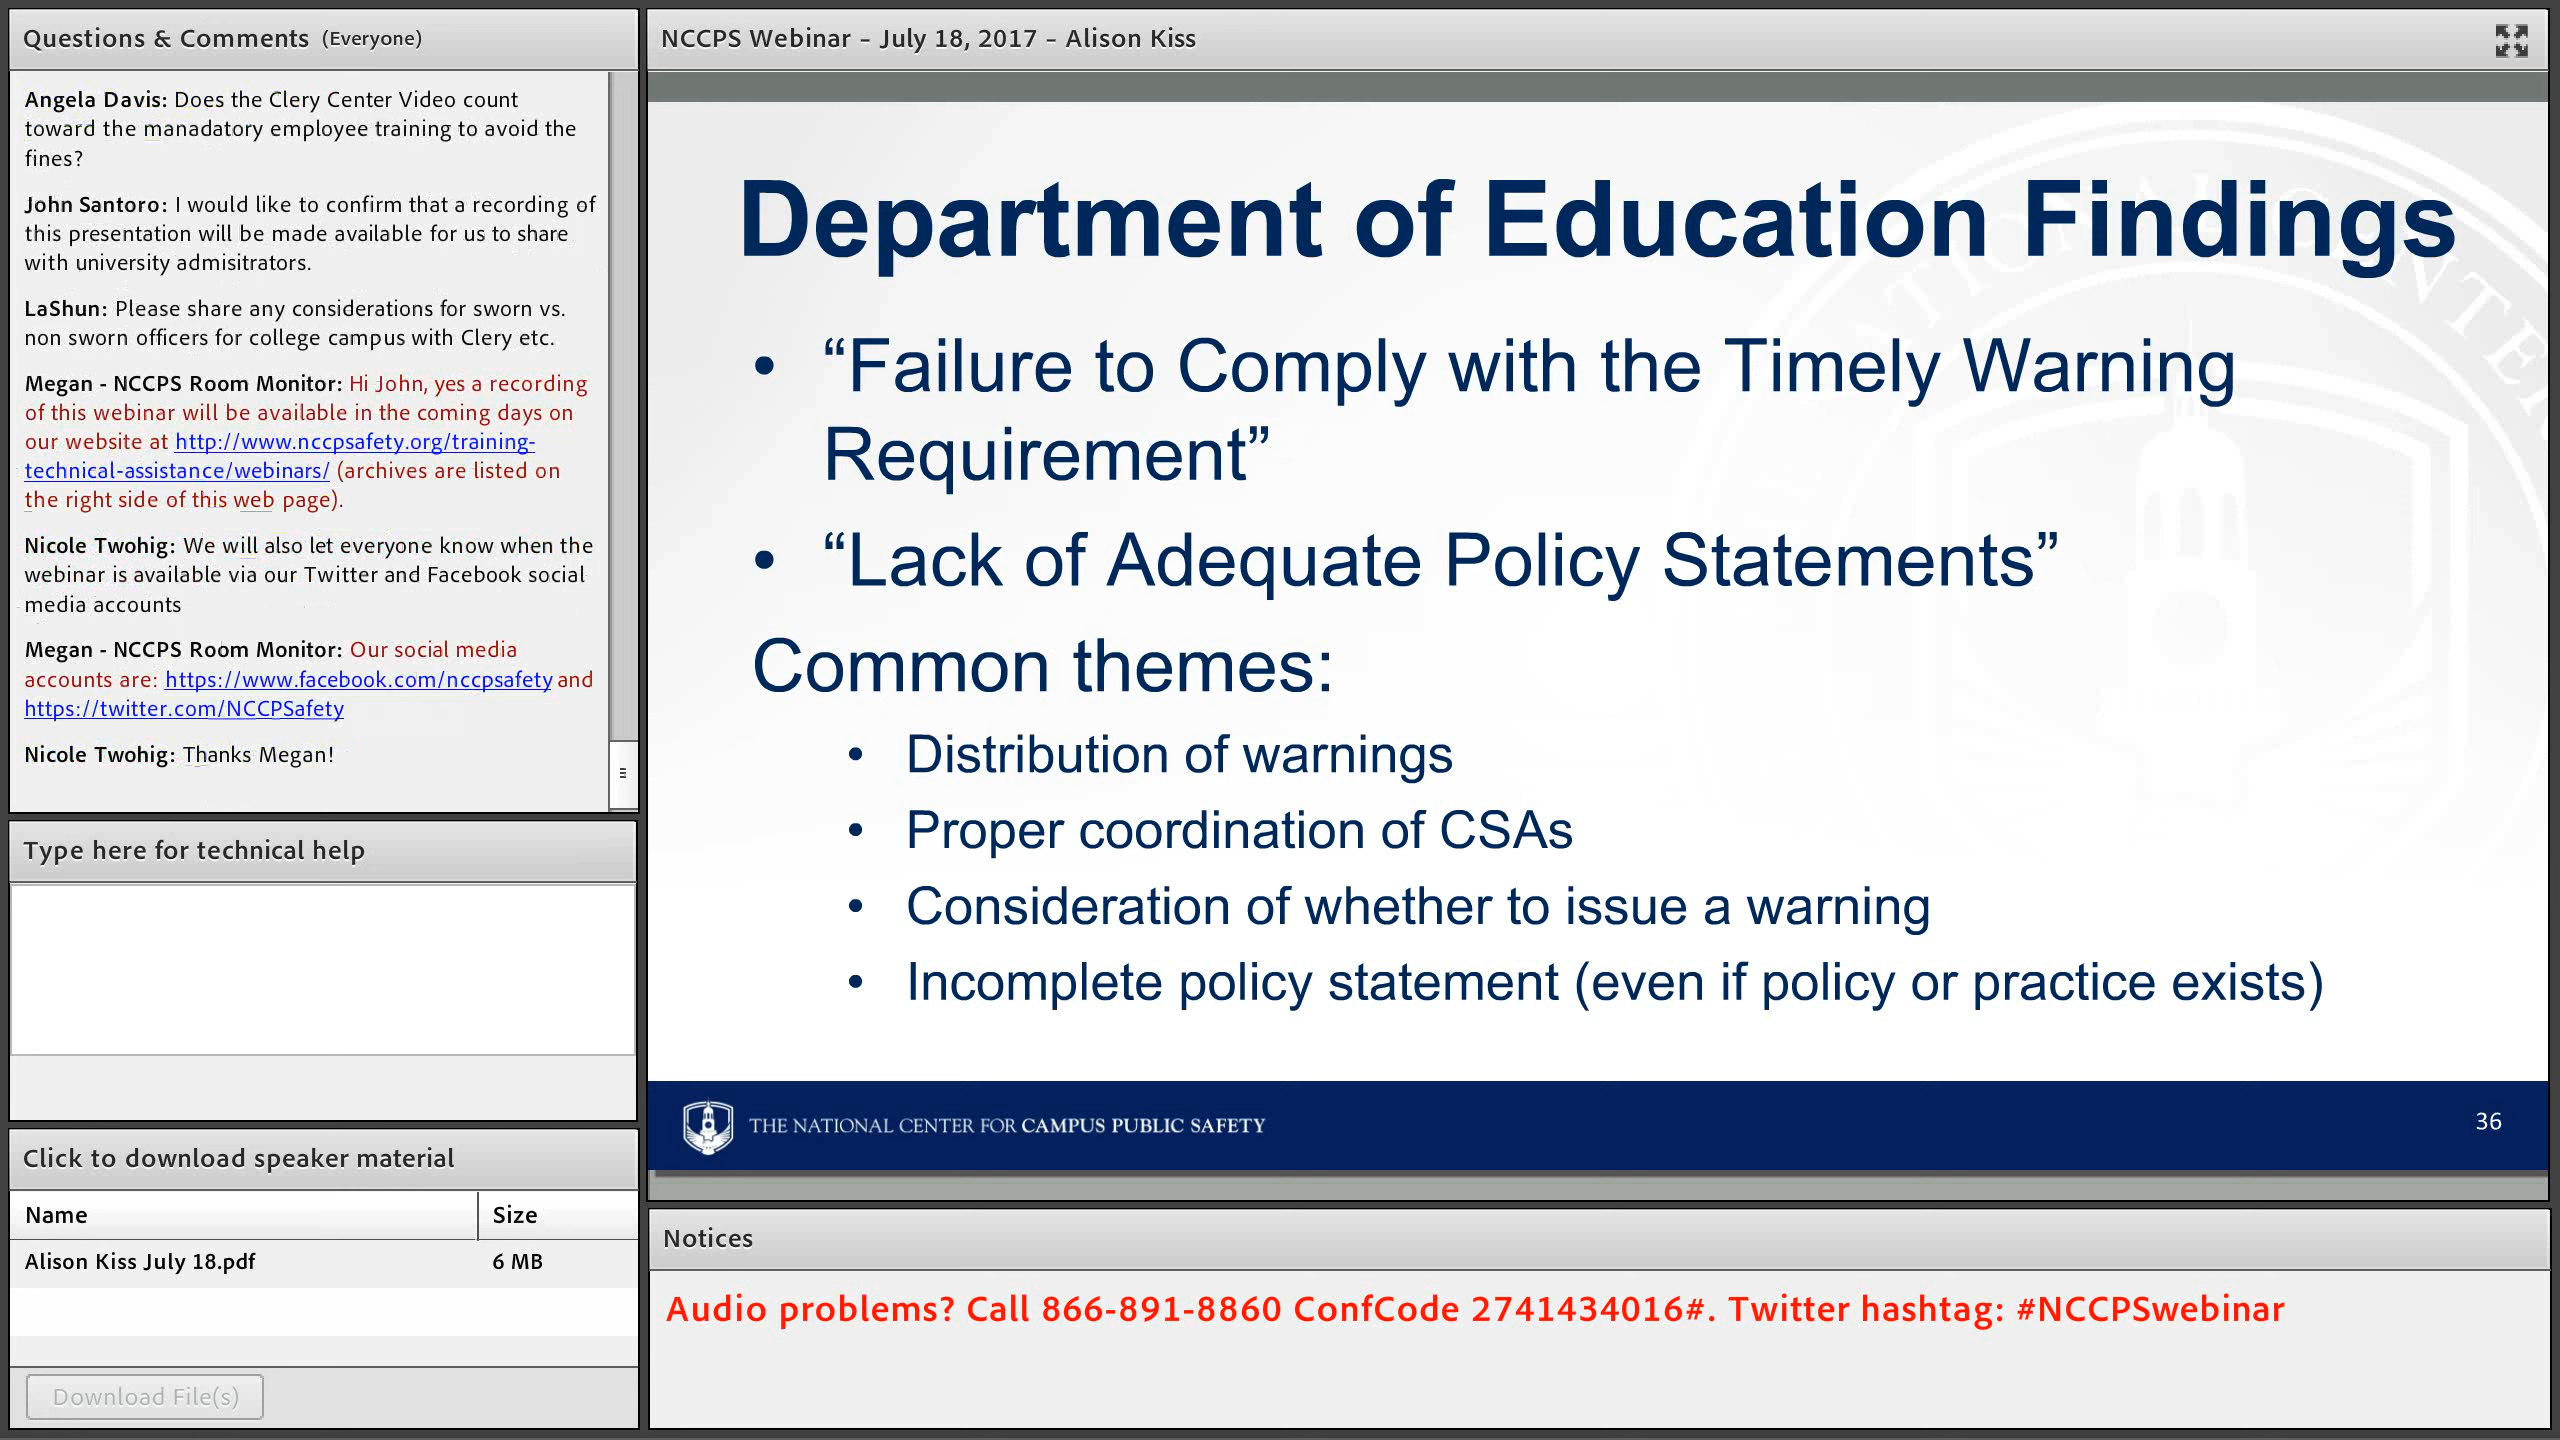 Questions & Comments (Everyone)
Angela Davis: Does the Clery Center Video count
toward the manadatory employee training to avoid the
fines?
John Santoro: I would like to confirm that a recording of
this presentation will be made available for us to share
with university admisitrators.
LaShun: Please share any considerations for sworn vs.
non sworn officers for college campus with Clery etc.
Megan - NCCPS Room Monitor: Hi John, yes a recording
of this webinar will be available in the coming days on
our website at http://www.nccpsafety.org/training-
technical-assistance/webinars/ (archives are listed on
the right side of this web page).
Nicole Twohig: We will also let everyone know when the
webinar is available via our Twitter and Facebook social
media accounts
Megan - NCCPS Room Monitor: Our social media
accounts are: https://www.facebook.com/nccpsafety and
https://twitter.com/NCCPSafety
Nicole Twohig: Thanks Megan!
Type here for technical help
Click to download speaker material
Name Size
Alison Kiss July 18.pdf 6 MB
Download File(s)
NCCPS Webinar - July 18, 2017 - Alison Kiss
Department of Education Findings
• “Failure to Comply with the Timely Warning
Requirement”
• “Lack of Adequate Policy Statements”
Common themes:
• Distribution of warnings
• Proper coordination of CSAs
• Consideration of whether to issue a warning
• Incomplete policy statement (even if policy or practice exists)
THE NATIONAL CENTER FOR CAMPUS PUBLIC SAFETY
36
Notices
Audio problems? Call 866-891-8860 ConfCode 2741434016#. Twitter hashtag: #NCCPSwebinar